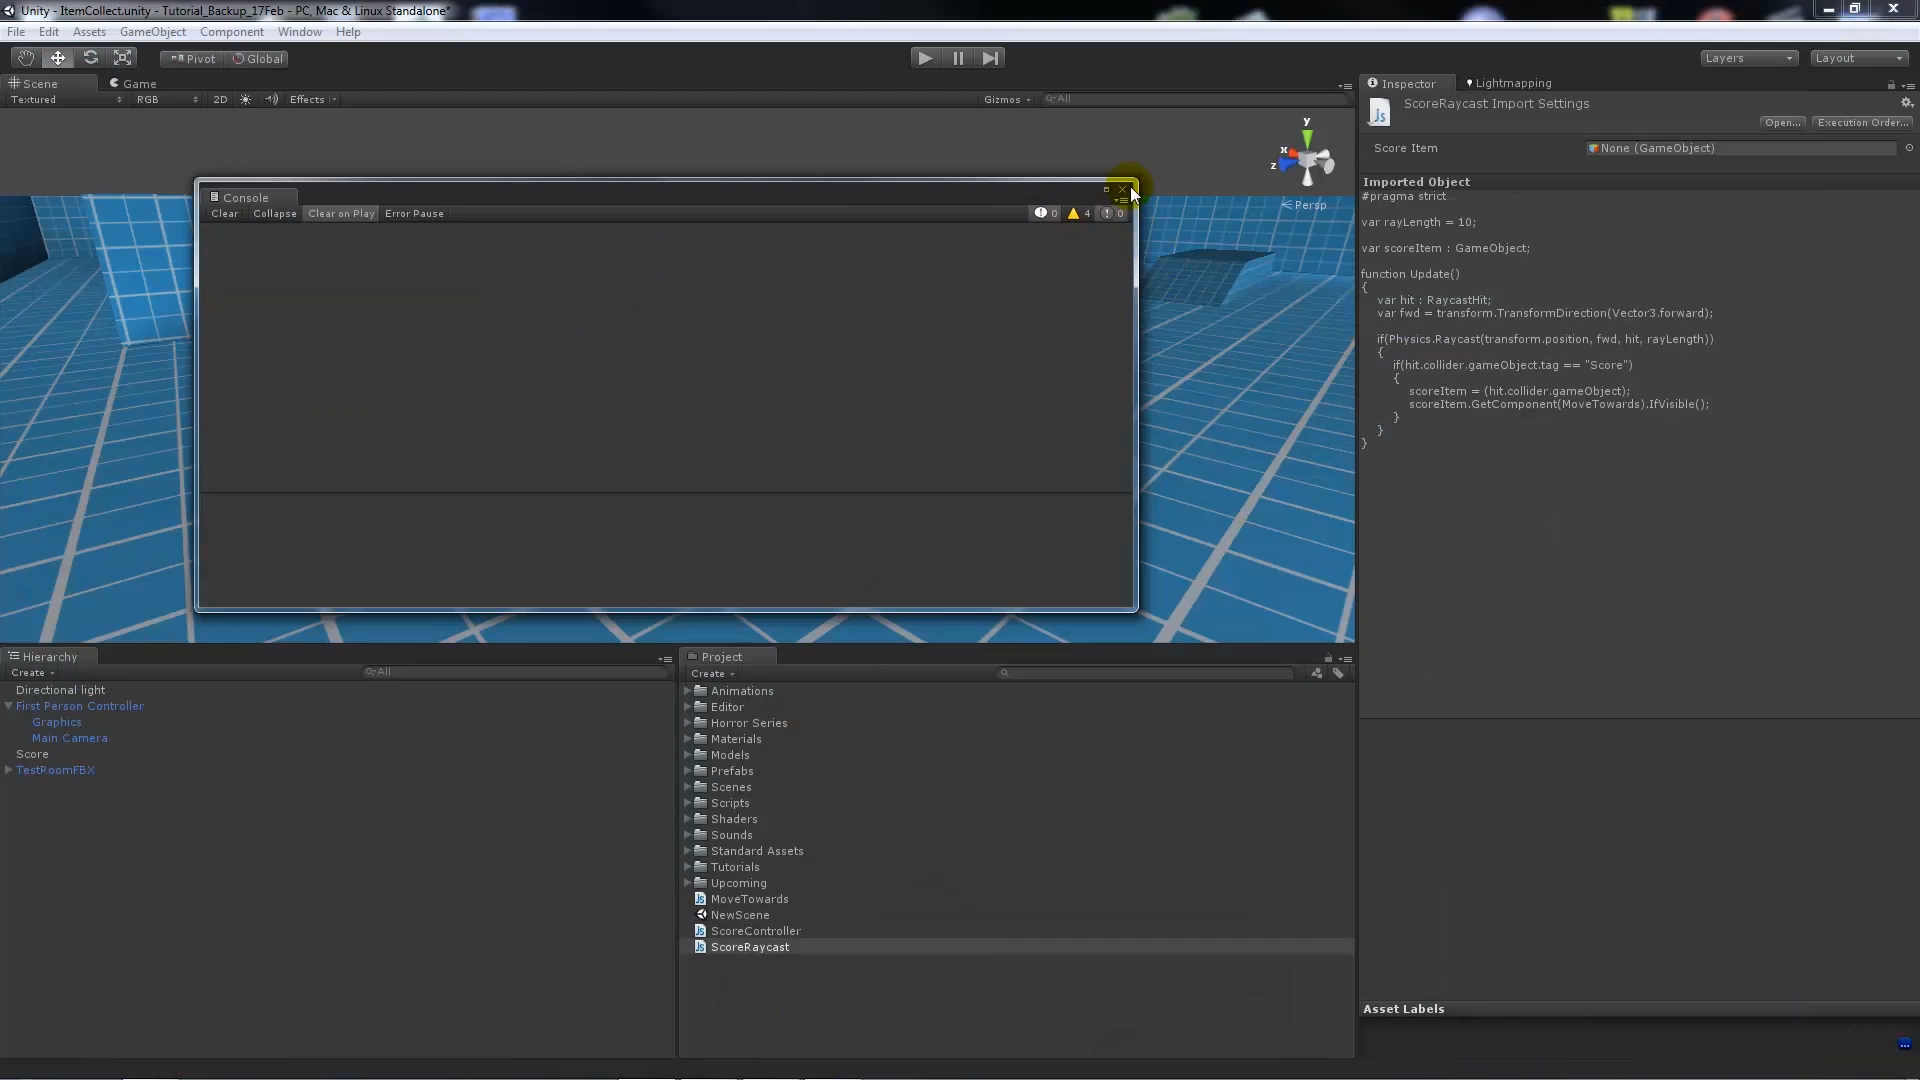 Unity - ItemCollect.unity - Tutorial_Backup_17Feb - PC, Mac & Linux Standalone*
File Edit Assets GameObject Component Window Help
Pivot Global Layers Layout
Scene Game
Textured RGB 2D Effects Gizmos All
Inspector Lightmapping
ScoreRaycast Import Settings
Open... Execution Order...
Score Item None (GameObject)
Imported Object
#pragma strict
var rayLength = 10;
var scoreItem : GameObject;
function Update()
{
var hit : RaycastHit;
var fwd = transform.TransformDirection(Vector3.forward);
if(Physics.Raycast(transform.position, fwd, hit, rayLength))
{
if(hit.collider.gameObject.tag == "Score")
{
scoreItem = (hit.collider.gameObject);
scoreItem.GetComponent(MoveTowards).IfVisible();
}
}
}
Asset Labels
y
x
z
Persp
Console
Clear Collapse Clear on Play Error Pause 0 4 0
Hierarchy
Create All
Directional light
First Person Controller
Graphics
Main Camera
Score
TestRoomFBX
Project
Create
Animations
Editor
Horror Series
Materials
Models
Prefabs
Scenes
Scripts
Shaders
Sounds
Standard Assets
Tutorials
Upcoming
Js MoveTowards
NewScene
Js ScoreController
Js ScoreRaycast